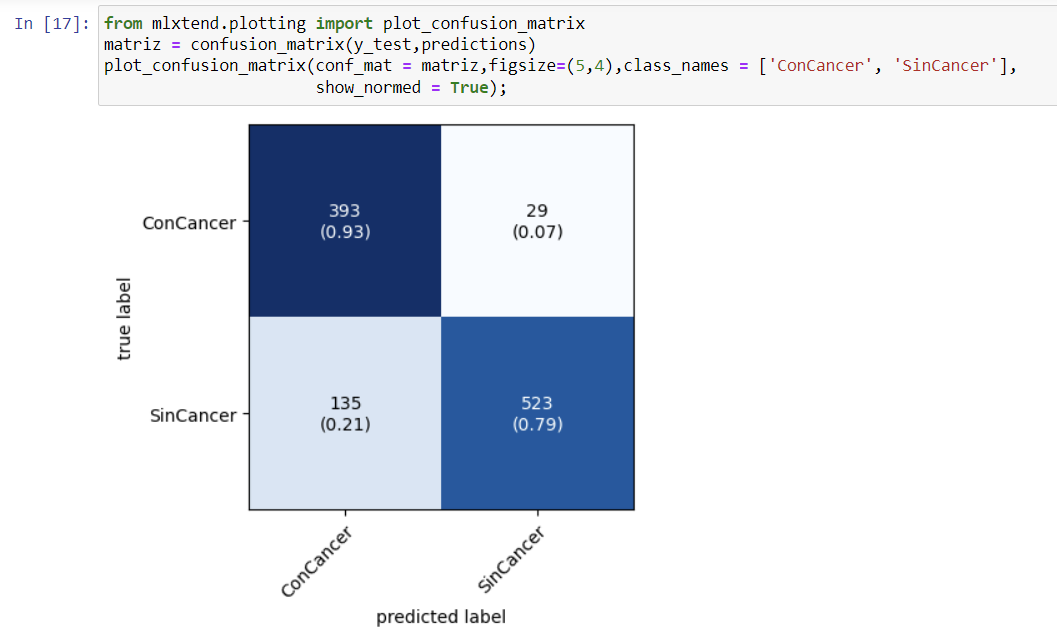 In [17]: from mlxtend.plotting import plot_confusion_matrix
matriz = confusion_matrix(y_test,predictions)
plot_confusion_matrix(conf_mat = matriz,figsize=(5,4),class_names = ['ConCancer', 'SinCancer'],
show_normed = True);
393
(0.93)
29
(0.07)
ConCancer
true label
135
(0.21)
523
(0.79)
SinCancer
ConCancer
SinCancer
predicted label